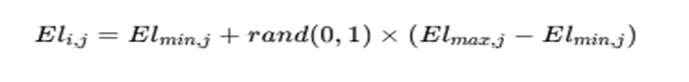 El_{i,j} = El_{min,j} + rand(0, 1) × (El_{max,j} − El_{min,j})